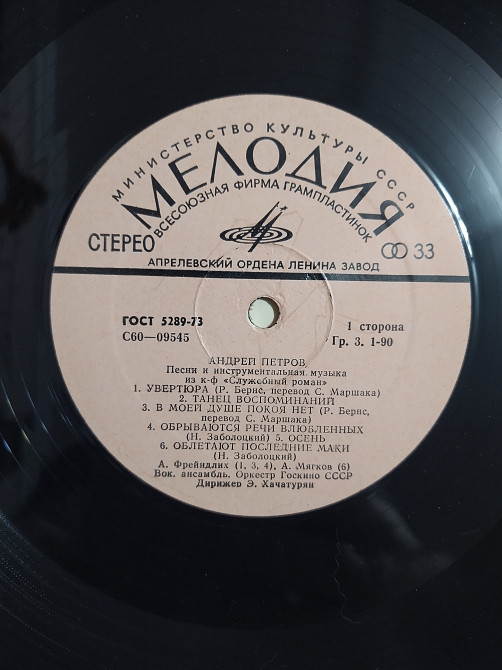 МИНИСТЕРСТВО КУЛЬТУРЫ СССР
МЕЛОДИЯ
ВСЕСОЮЗНАЯ ФИРМА ГРАМПЛАСТИНОК
СТЕРЕО
33
АПРЕЛЕВСКИЙ ОРДЕНА ЛЕНИНА ЗАВОД
ГОСТ 5289-73
С60—09545
1 сторона
Гр. 3. 1-90
АНДРЕЙ ПЕТРОВ
Песни и инструментальная музыка
из к-ф «Служебный роман»
1. УВЕРТЮРА (Р. Бернс, перевод С. Маршака)
2. ТАНЕЦ ВОСПОМИНАНИЙ
3. В МОЕЙ ДУШЕ ПОКОЯ НЕТ (Р. Бернс,
перевод С. Маршака)
4. ОБРЫВАЮТСЯ РЕЧИ ВЛЮБЛЕННЫХ
(Н. Заболоцкий) 5. ОСЕНЬ
6. ОБЛЕТАЮТ ПОСЛЕДНИЕ МАКИ
(Н. Заболоцкий)
А. Фрейндлих (1, 3, 4), А. Мягков (6)
Вок. ансамбль. Оркестр Госкино СССР
Дирижер Э. Хачатурян